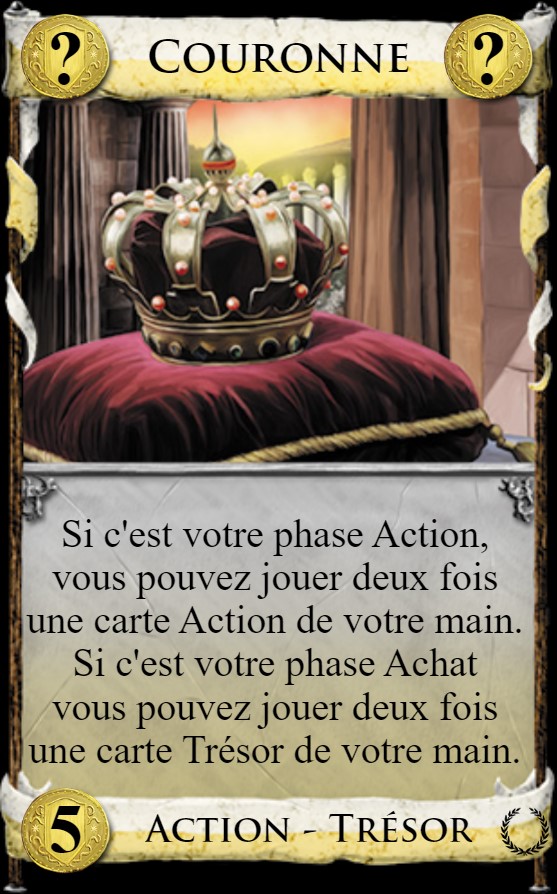 ? COURONNE ?
Si c'est votre phase Action,
vous pouvez jouer deux fois
une carte Action de votre main.
Si c'est votre phase Achat
vous pouvez jouer deux fois
une carte Trésor de votre main.
5 ACTION - TRÉSOR